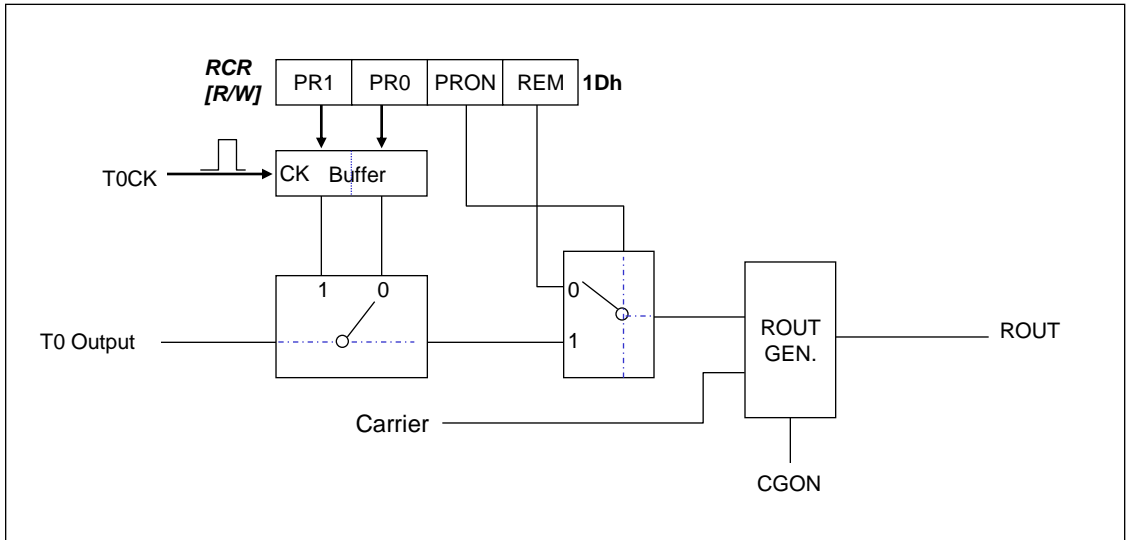 RCR
[R/W]
PR1 PR0 PRON REM 1Dh
T0CK
CK Buffer
1 0
0
T0 Output
1
ROUT
GEN.
ROUT
Carrier
CGON